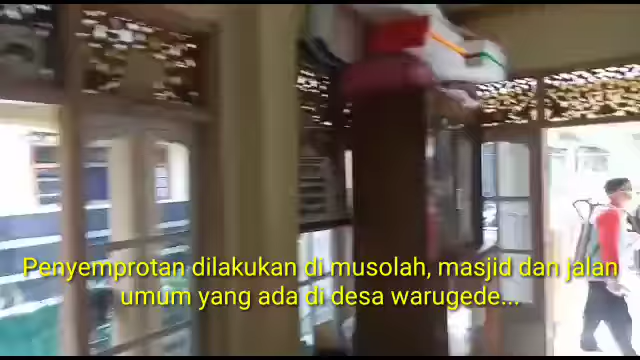 Penyemprotan dilakukan di musolah, masjid dan jalan
umum yang ada di desa warugede...